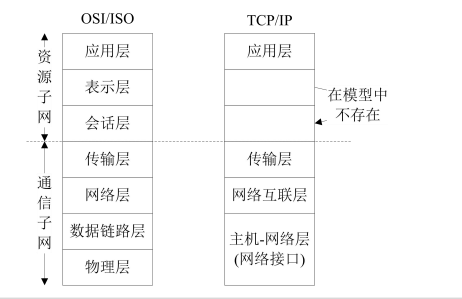 OSI/ISO
TCP/IP
资源子网
通信子网
应用层
表示层
会话层
传输层
网络层
数据链路层
物理层
应用层
传输层
网络互联层
主机-网络层
(网络接口)
在模型中
不存在